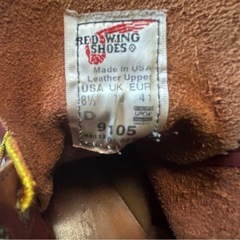 RED WING
SHOES®
Made in USA
Leather Upper
USA UK EUR
8½ 7½ 41
D
9105